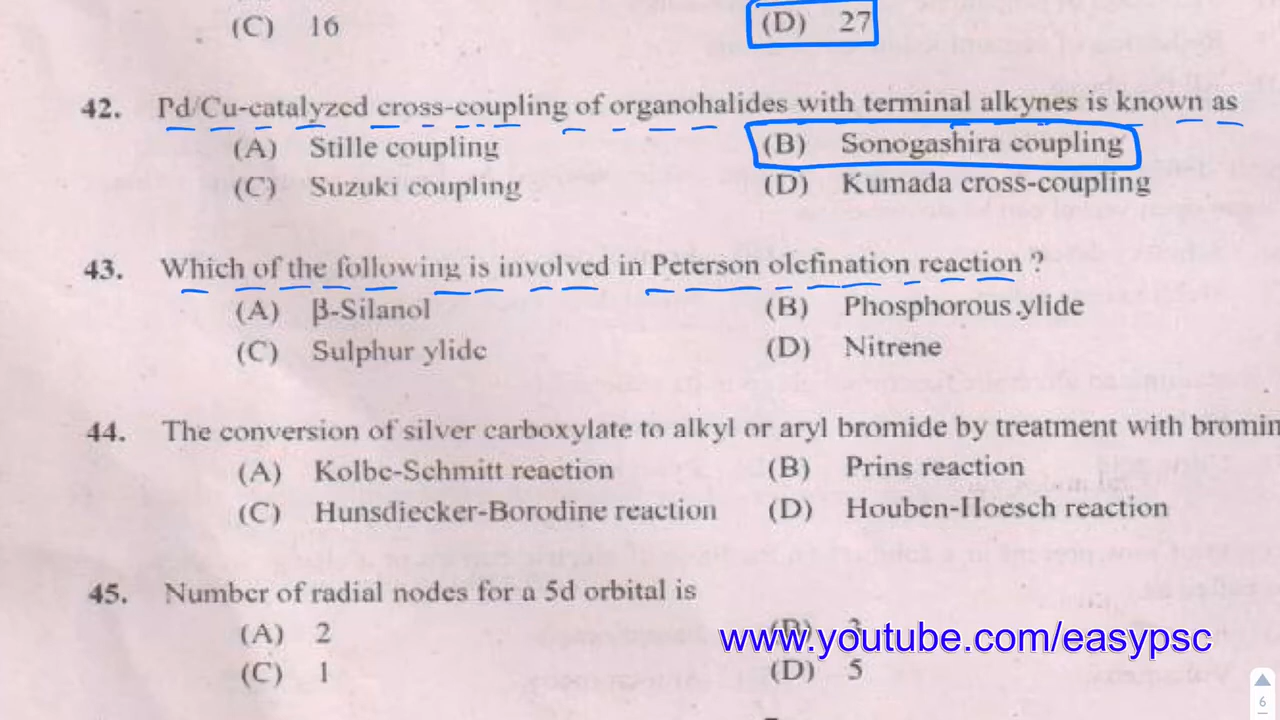 (C) 16 (D) 27
42. Pd/Cu-catalyzed cross-coupling of organohalides with terminal alkynes is known as
(A) Stille coupling (B) Sonogashira coupling
(C) Suzuki coupling (D) Kumada cross-coupling
43. Which of the following is involved in Peterson olefination reaction ?
(A) β-Silanol (B) Phosphorous ylide
(C) Sulphur ylide (D) Nitrene
44. The conversion of silver carboxylate to alkyl or aryl bromide by treatment with bromin
(A) Kolbe-Schmitt reaction (B) Prins reaction
(C) Hunsdiecker-Borodine reaction (D) Houben-Hoesch reaction
45. Number of radial nodes for a 5d orbital is
(A) 2 (B)
www.youtube.com/easypsc
(C) 1 (D) 5
6